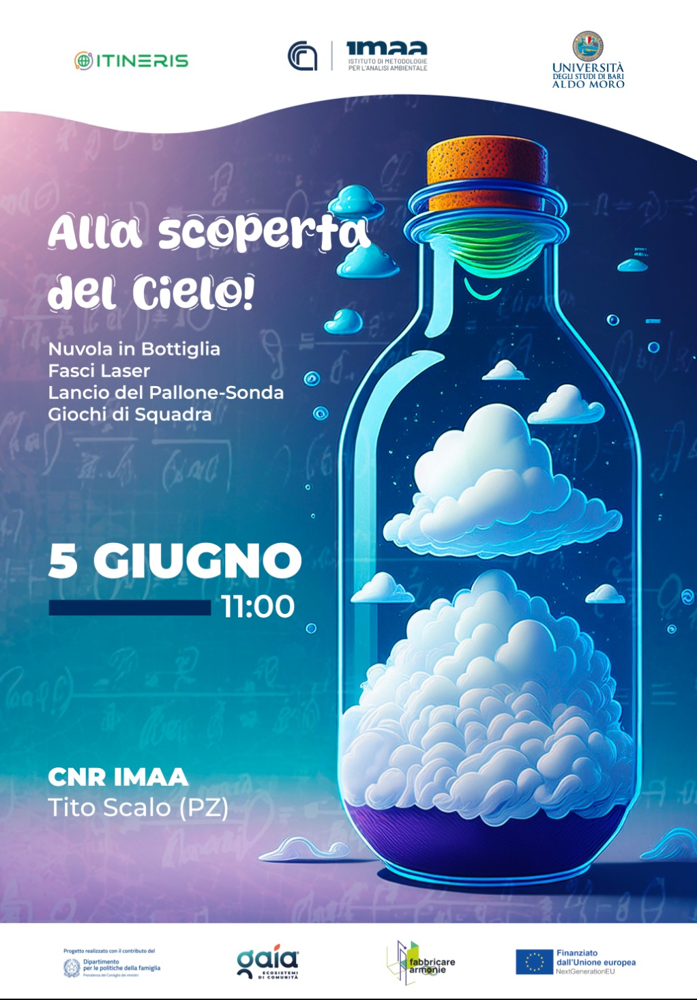 ITINERIS
imaa
ISTITUTO DI METODOLOGIE
PER L'ANALISI AMBIENTALE
UNIVERSITÀ
DEGLI STUDI DI BARI
ALDO MORO
Alla scoperta
del Cielo!
Nuvola in Bottiglia
Fasci Laser
Lancio del Pallone-Sonda
Giochi di Squadra
5 GIUGNO
11:00
CNR IMAA
Tito Scalo (PZ)
Progetto realizzato con il contributo del
Dipartimento
per le politiche della famiglia
Presidenza del Consiglio dei ministri
gaia
ECOSISTEMI
DI COMUNITÀ
fabbricare
armonie
Finanziato
dall'Unione europea
NextGenerationEU